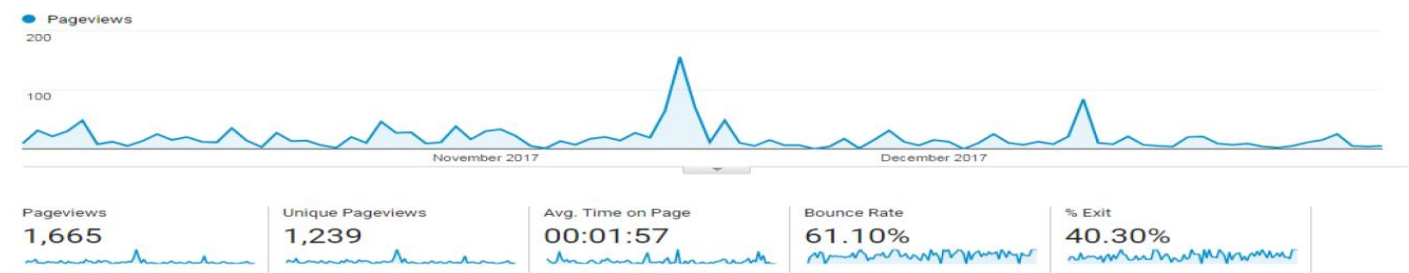 Pageviews
200
100
November 2017 December 2017
Pageviews Unique Pageviews Avg. Time on Page Bounce Rate % Exit
1,665 1,239 00:01:57 61.10% 40.30%